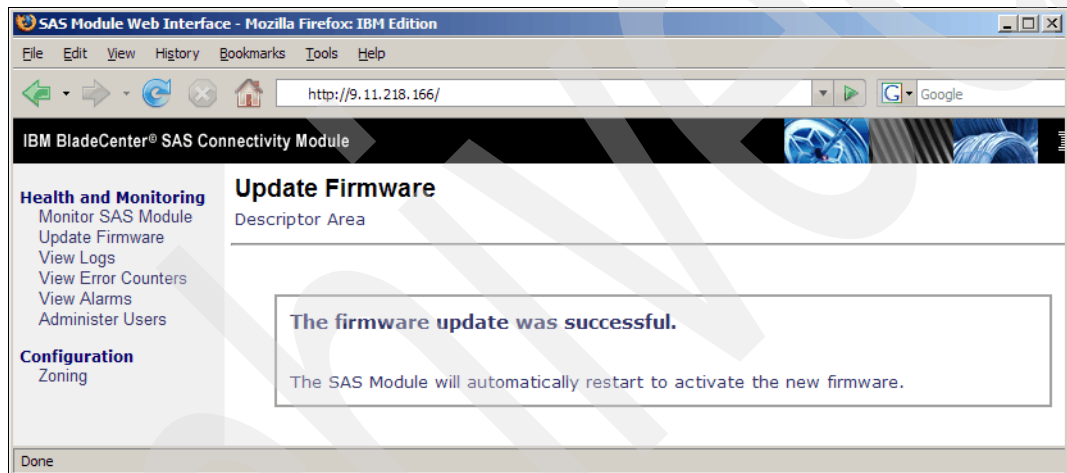 SAS Module Web Interface - Mozilla Firefox: IBM Edition
File Edit View History Bookmarks Tools Help
http://9.11.218.166/
G Google
IBM BladeCenter® SAS Connectivity Module
Health and Monitoring
Monitor SAS Module
Update Firmware
View Logs
View Error Counters
View Alarms
Administer Users
Configuration
Zoning
Update Firmware
Descriptor Area
The firmware update was successful.
The SAS Module will automatically restart to activate the new firmware.
Done